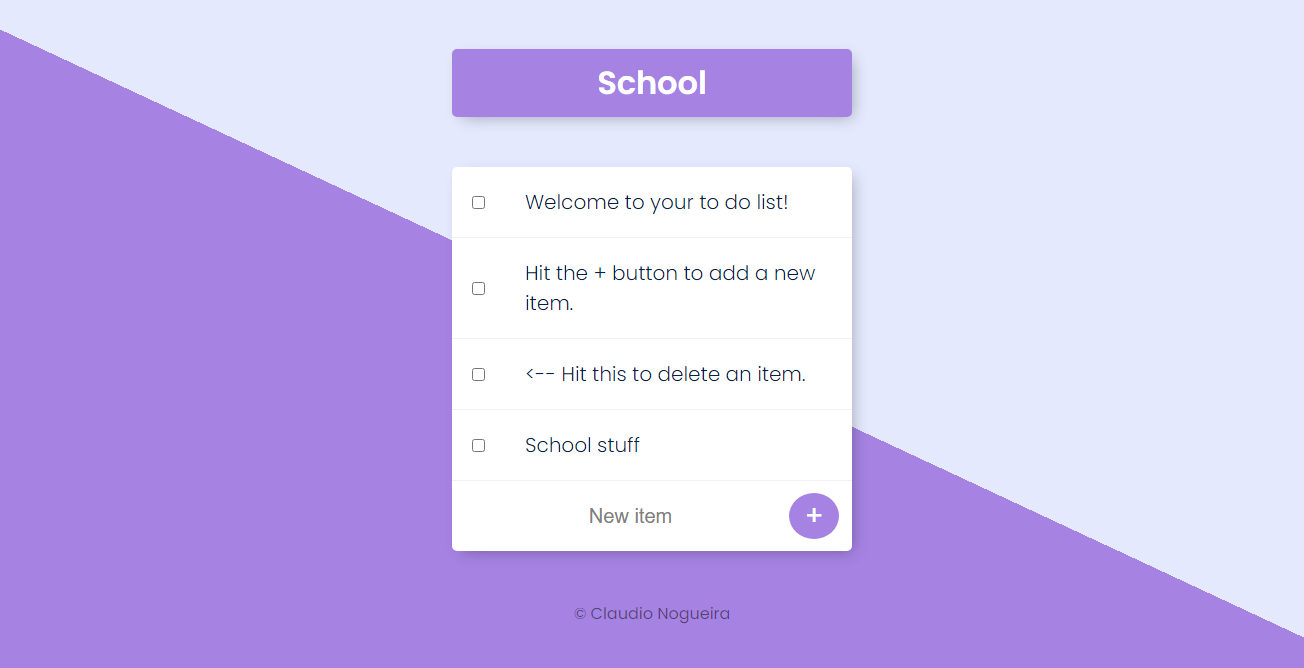 School
Welcome to your to do list!
Hit the + button to add a new
item.
<-- Hit this to delete an item.
School stuff
New item
+
© Claudio Nogueira